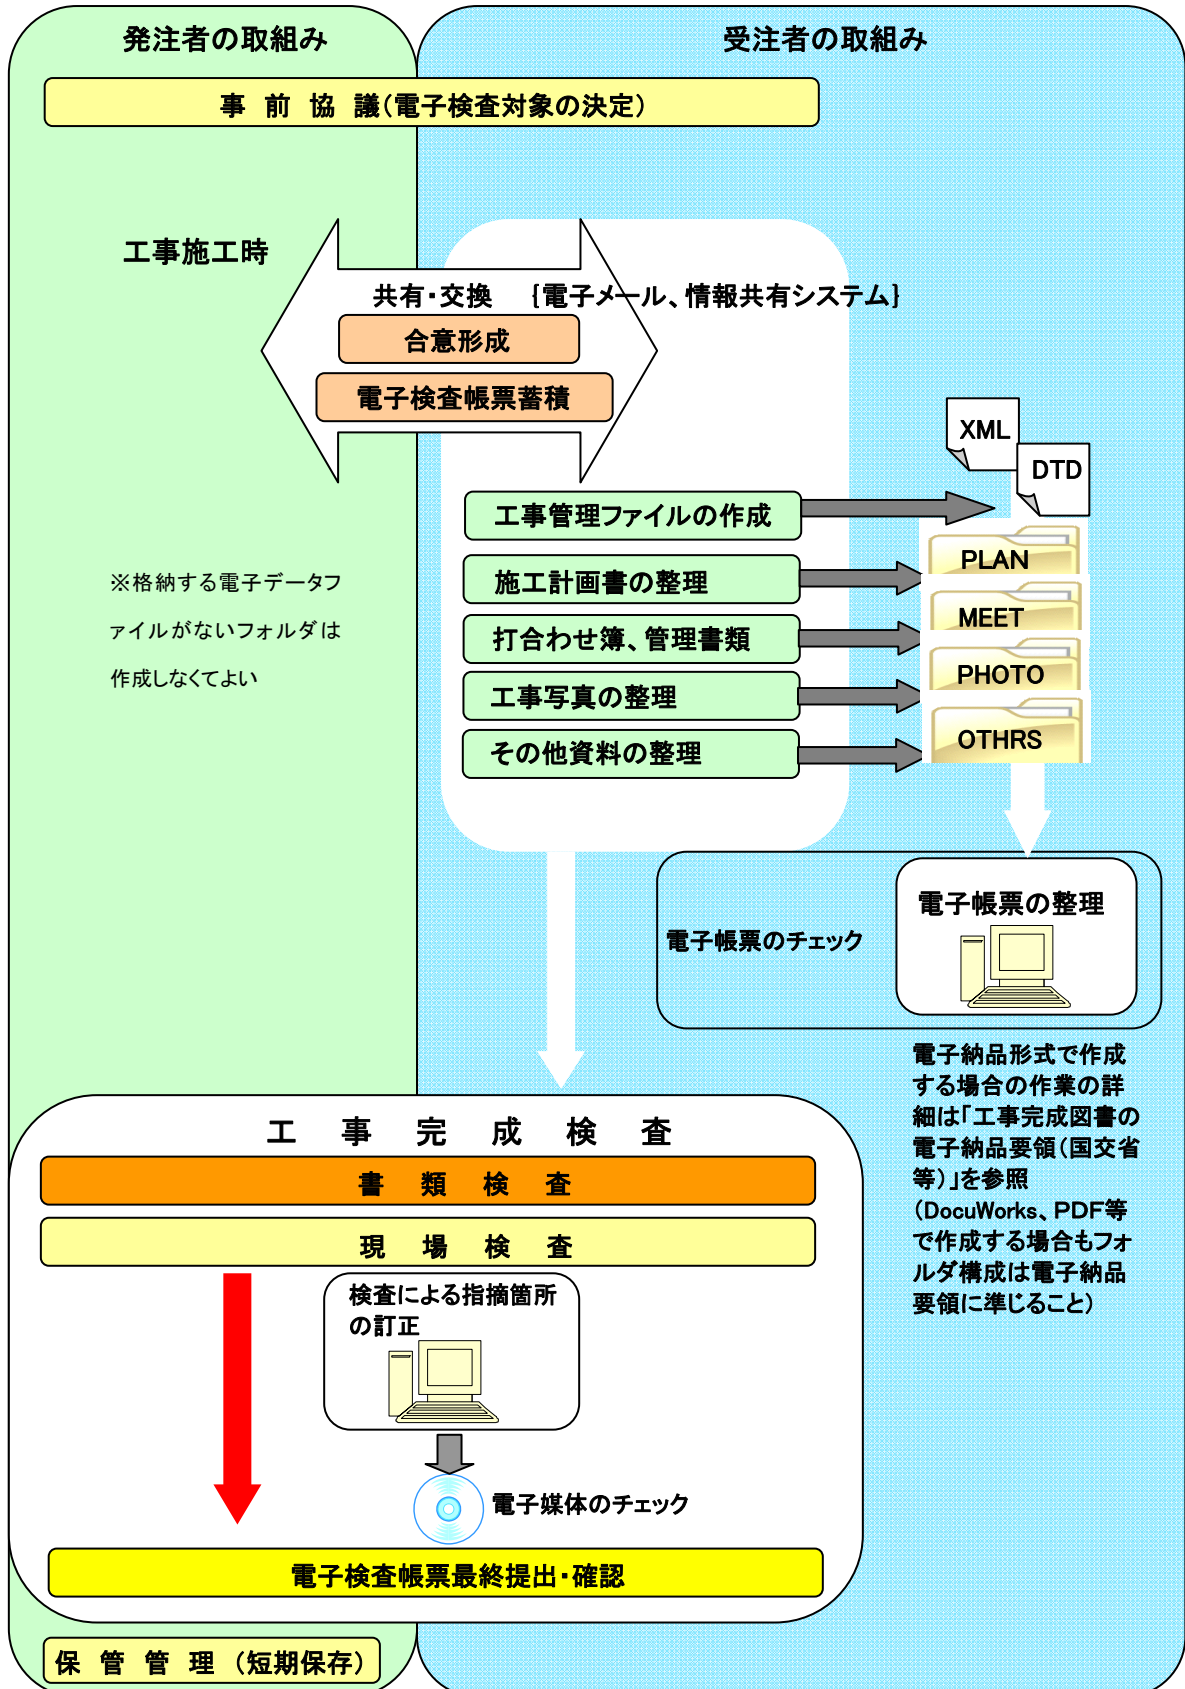 発注者の取組み
受注者の取組み
事 前 協 議(電子検査対象の決定)
工事施工時
共有・交換 {電子メール、情報共有システム}
合意形成
電子検査帳票蓄積
XML
DTD
工事管理ファイルの作成
施工計画書の整理
打合わせ簿、管理書類
工事写真の整理
その他資料の整理
PLAN
MEET
PHOTO
OTHRS
※格納する電子データフ
ァイルがないフォルダは
作成しなくてよい
電子帳票のチェック
電子帳票の整理
電子納品形式で作成
する場合の作業の詳
細は「工事完成図書の
電子納品要領(国交省
等)」を参照
(DocuWorks、PDF等
で作成する場合もフォ
ルダ構成は電子納品
要領に準じること)
工 事 完 成 検 査
書 類 検 査
現 場 検 査
検査による指摘箇所
の訂正
電子媒体のチェック
電子検査帳票最終提出・確認
保 管 管 理 (短期保存)